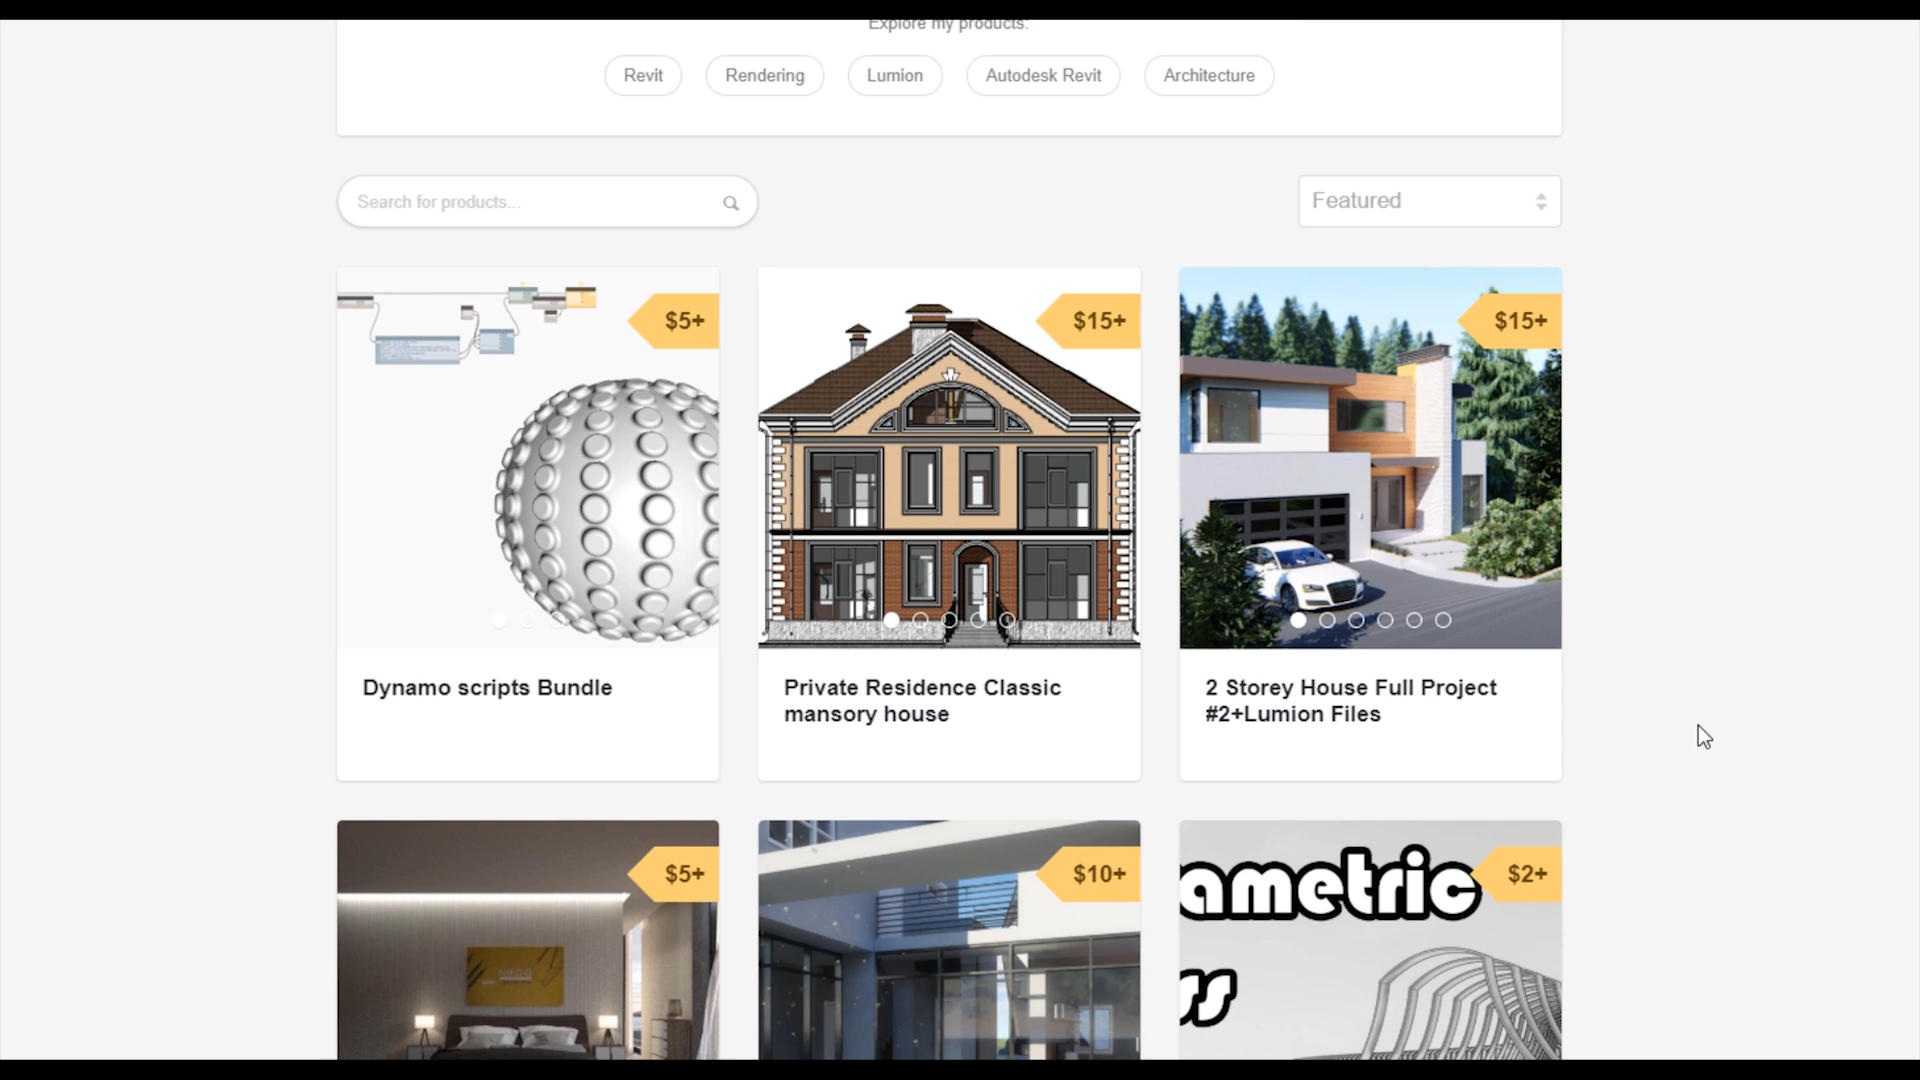 Explore my products:
Revit
Rendering
Lumion
Autodesk Revit
Architecture
Search for products...
Featured
$5+
$15+
$15+
Dynamo scripts Bundle
Private Residence Classic
mansory house
2 Storey House Full Project
#2+Lumion Files
$5+
$10+
$2+
ametric
rs